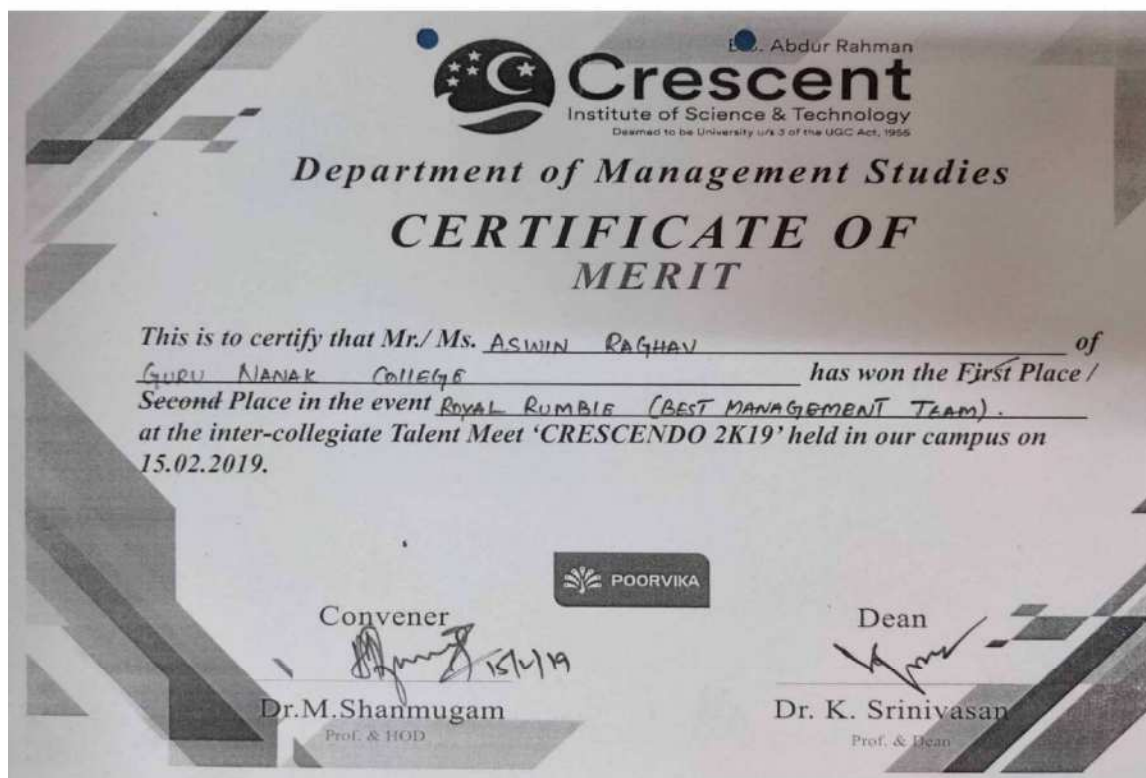 B.S. Abdur Rahman
Crescent
Institute of Science & Technology
Deemed to be University u/s 3 of the UGC Act, 1956
Department of Management Studies
CERTIFICATE OF
MERIT
This is to certify that Mr./ Ms. ASWIN RAGHAV of
GURU NANAK COllEGE has won the First Place /
Second Place in the event ROYAL RUMBlE (BEST MANAGEMENT TEAM).
at the inter-collegiate Talent Meet ‘CRESCENDO 2K19’ held in our campus on
15.02.2019.
POORVIKA
Convener
Dean
15/2/19
Dr.M.Shanmugam
Dr. K. Srinivasan
Prof. & HOD
Prof. & Dean